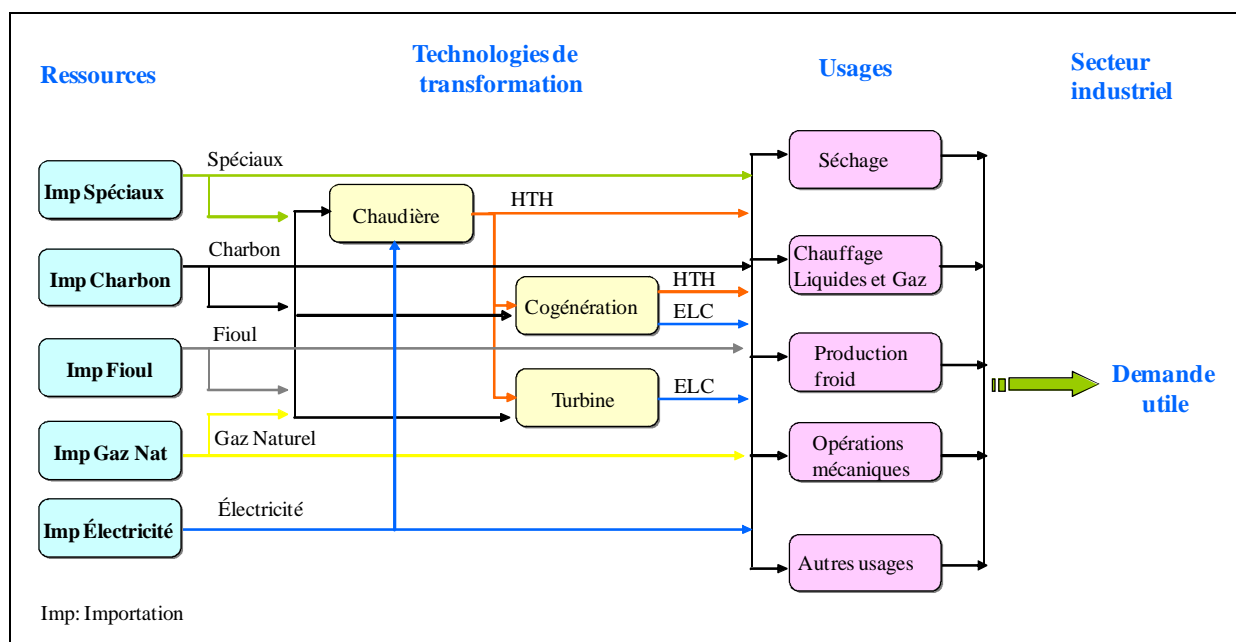 Ressources
Technologies de
transformation
Usages
Secteur
industriel
Imp Spéciaux
Spéciaux
Chaudière
HTH
Séchage
Imp Charbon
Charbon
Cogénération
HTH
ELC
Chauffage
Liquides et Gaz
Imp Fioul
Fioul
Turbine
ELC
Production
froid
Demande
utile
Imp Gaz Nat
Gaz Naturel
Opérations
mécaniques
Imp Électricité
Électricité
Autres usages
Imp: Importation